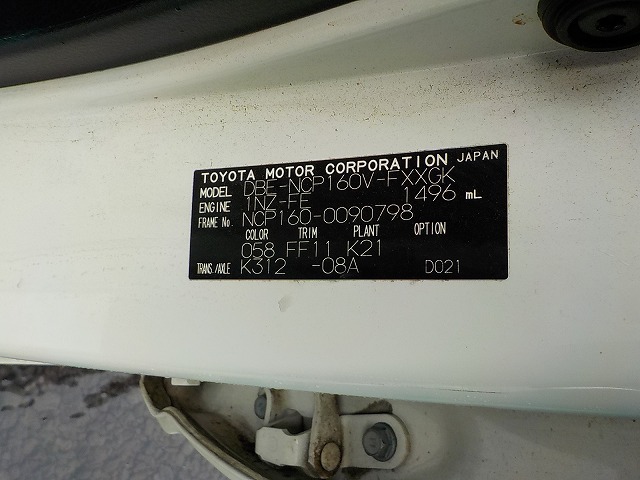 TOYOTA MOTOR CORPORATION JAPAN
MODEL DBE-NCP160V-FXXGK
ENGINE 1NZ-FE 1496 mL
FRAME No. NCP160-0090798
COLOR TRIM PLANT OPTION
058 FF11 K21
TRANS./AXLE K312 -08A D021